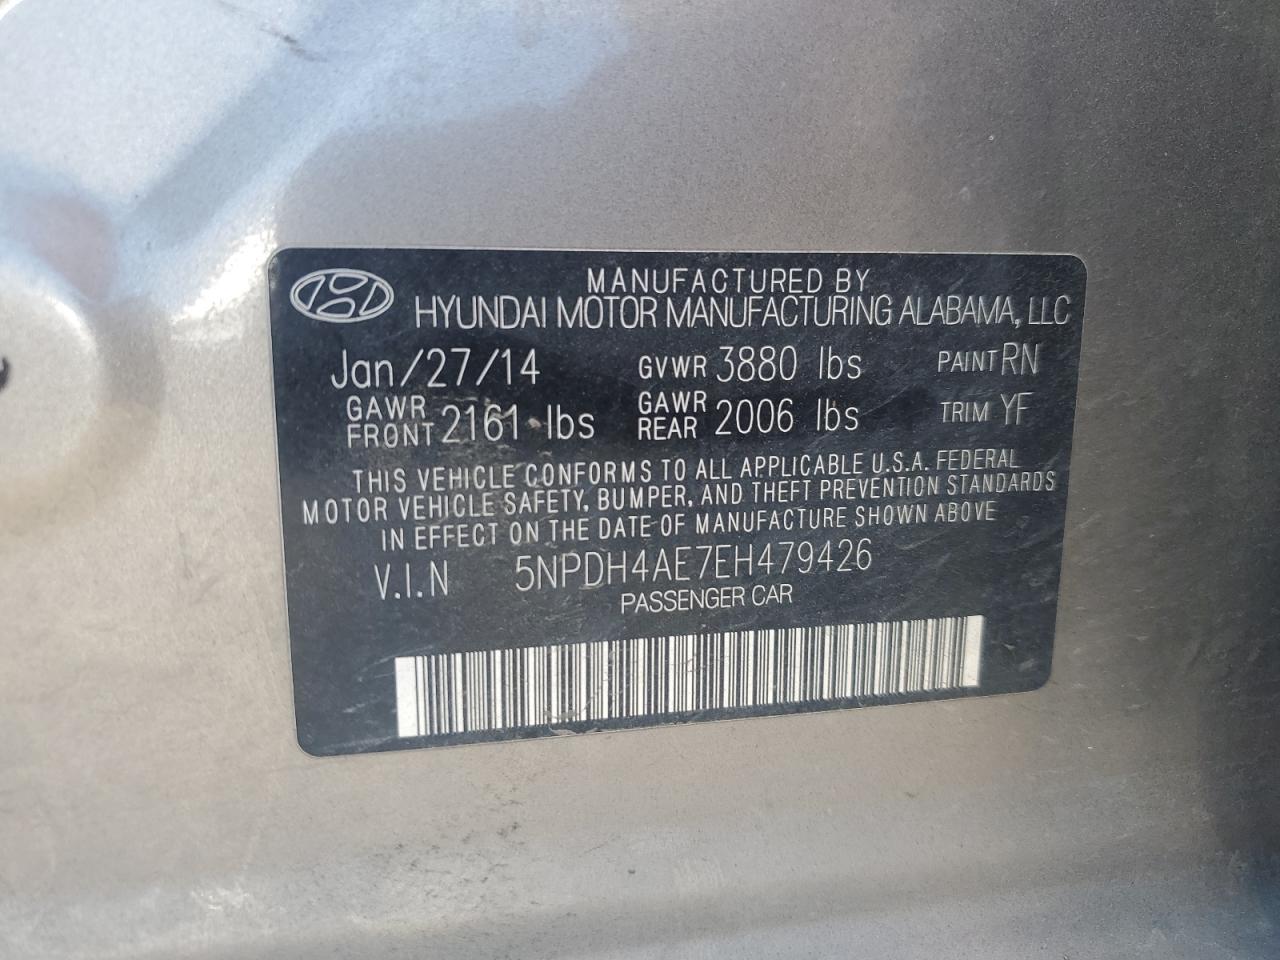 MANUFACTURED BY
HYUNDAI MOTOR MANUFACTURING ALABAMA, LLC
Jan/27/14 GVWR 3880 lbs PAINT RN
GAWR FRONT 2161 lbs GAWR REAR 2006 lbs TRIM YF
THIS VEHICLE CONFORMS TO ALL APPLICABLE U.S.A. FEDERAL
MOTOR VEHICLE SAFETY, BUMPER, AND THEFT PREVENTION STANDARDS
IN EFFECT ON THE DATE OF MANUFACTURE SHOWN ABOVE
V.I.N 5NPDH4AE7EH479426
PASSENGER CAR